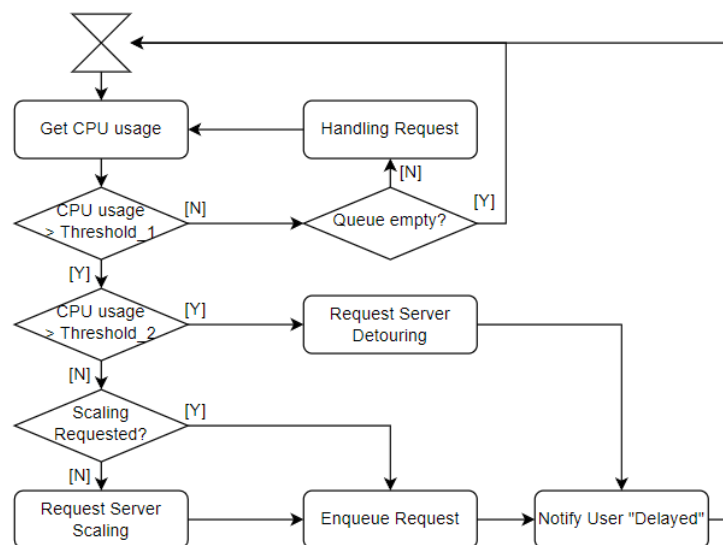 Get CPU usage
Handling Request
[N]
CPU usage
> Threshold_1
[N]
Queue empty?
[Y]
[Y]
CPU usage
> Threshold_2
[Y]
Request Server
Detouring
[N]
Scaling
Requested?
[Y]
[N]
Request Server
Scaling
Enqueue Request
Notify User "Delayed"